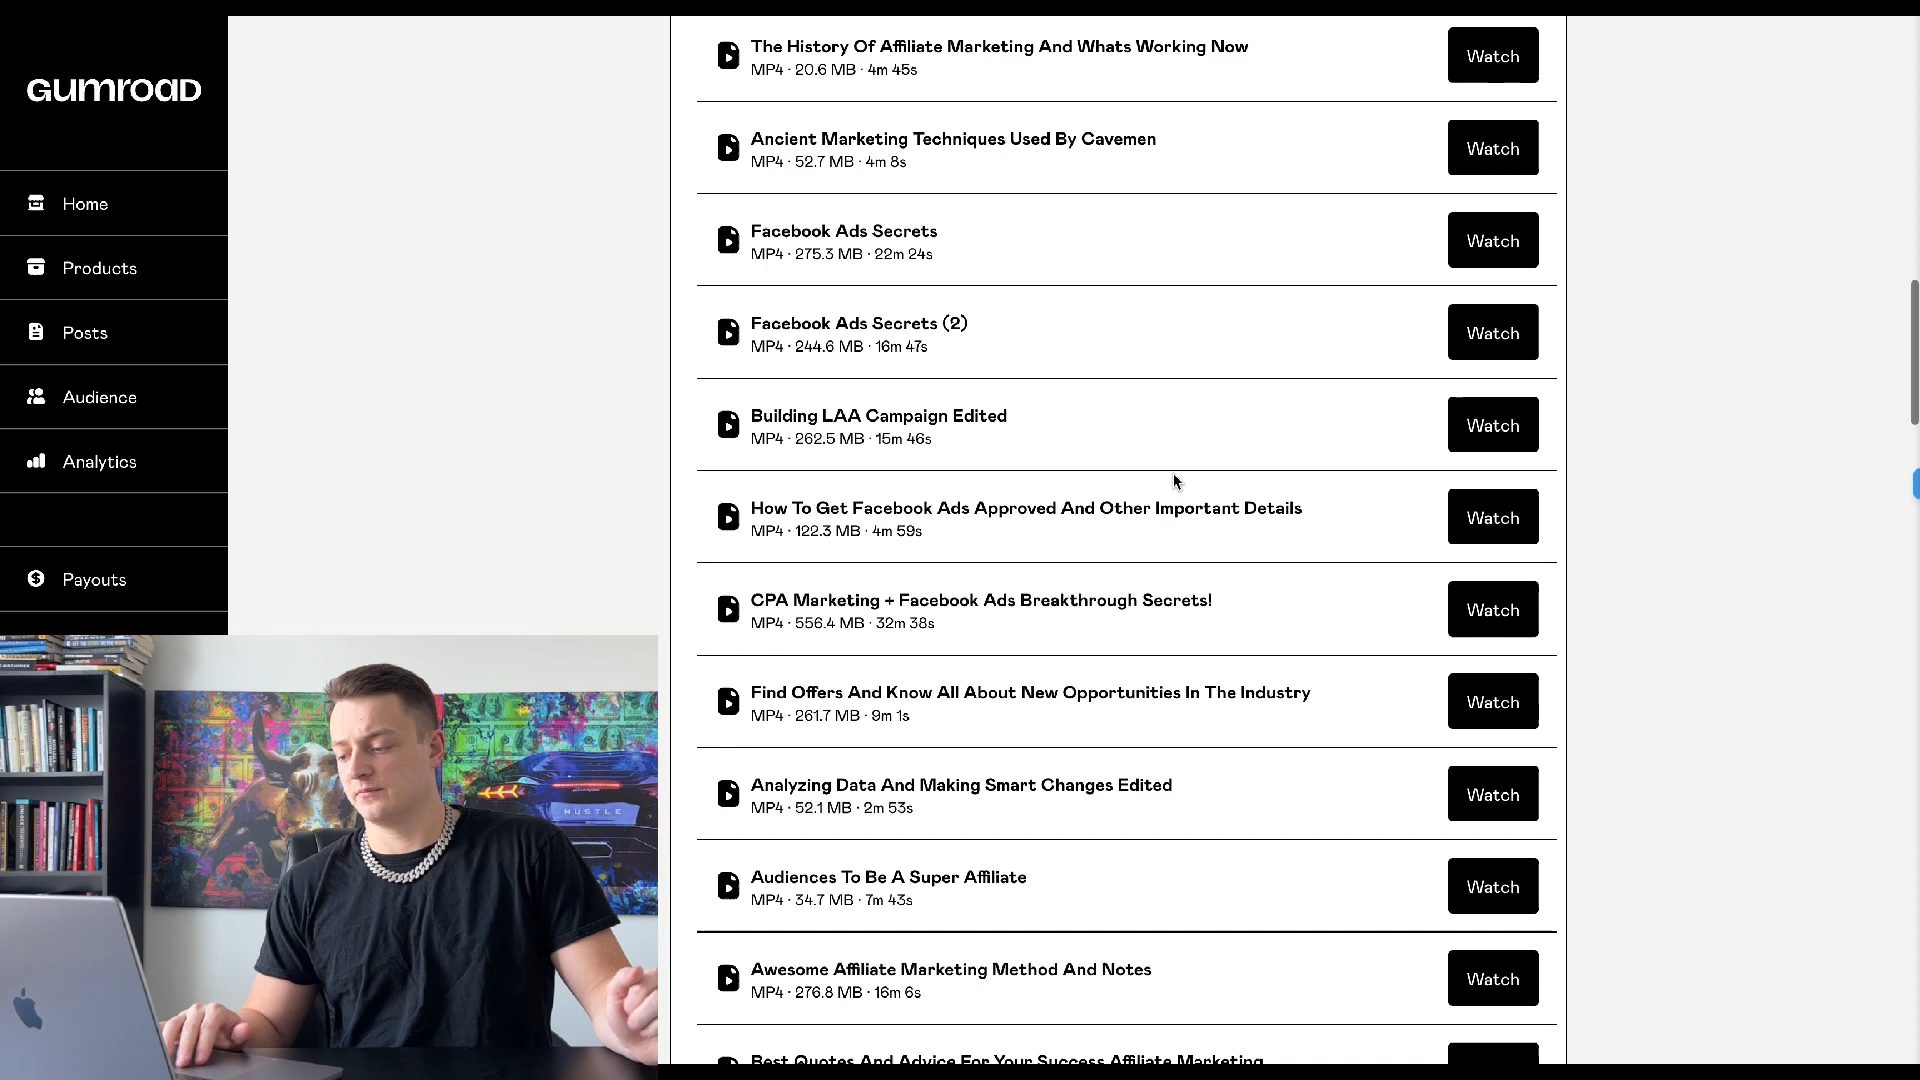 GUMROAD
Home
Products
Posts
Audience
Analytics
Payouts
The History Of Affiliate Marketing And Whats Working Now
MP4 · 20.6 MB · 4m 45s
Watch
Ancient Marketing Techniques Used By Cavemen
MP4 · 52.7 MB · 4m 8s
Watch
Facebook Ads Secrets
MP4 · 275.3 MB · 22m 24s
Watch
Facebook Ads Secrets (2)
MP4 · 244.6 MB · 16m 47s
Watch
Building LAA Campaign Edited
MP4 · 262.5 MB · 15m 46s
Watch
How To Get Facebook Ads Approved And Other Important Details
MP4 · 122.3 MB · 4m 59s
Watch
CPA Marketing + Facebook Ads Breakthrough Secrets!
MP4 · 556.4 MB · 32m 38s
Watch
Find Offers And Know All About New Opportunities In The Industry
MP4 · 261.7 MB · 9m 1s
Watch
Analyzing Data And Making Smart Changes Edited
MP4 · 52.1 MB · 2m 53s
Watch
Audiences To Be A Super Affiliate
MP4 · 34.7 MB · 7m 43s
Watch
Awesome Affiliate Marketing Method And Notes
MP4 · 276.8 MB · 16m 6s
Watch
Best Quotes And Advice For Your Success Affiliate Marketing
HUSTLE